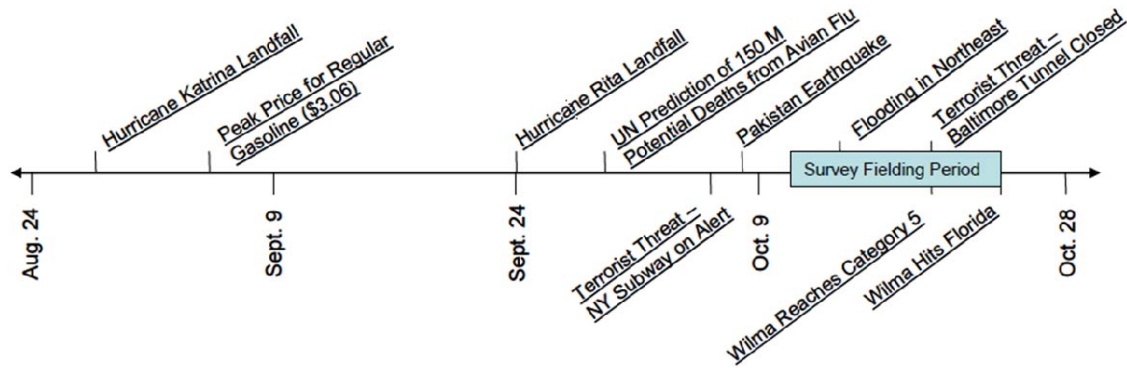 Hurricane Katrina Landfall
Peak Price for Regular
Gasoline ($3.06)
Hurricane Rita Landfall
UN Prediction of 150 M
Potential Deaths from Avian Flu
Pakistan Earthquake
Flooding in Northeast
Terrorist Threat –
Baltimore Tunnel Closed
Survey Fielding Period
Aug. 24
Sept. 9
Sept. 24
Terrorist Threat –
NY Subway on Alert
Oct. 9
Wilma Reaches Category 5
Wilma Hits Florida
Oct. 28